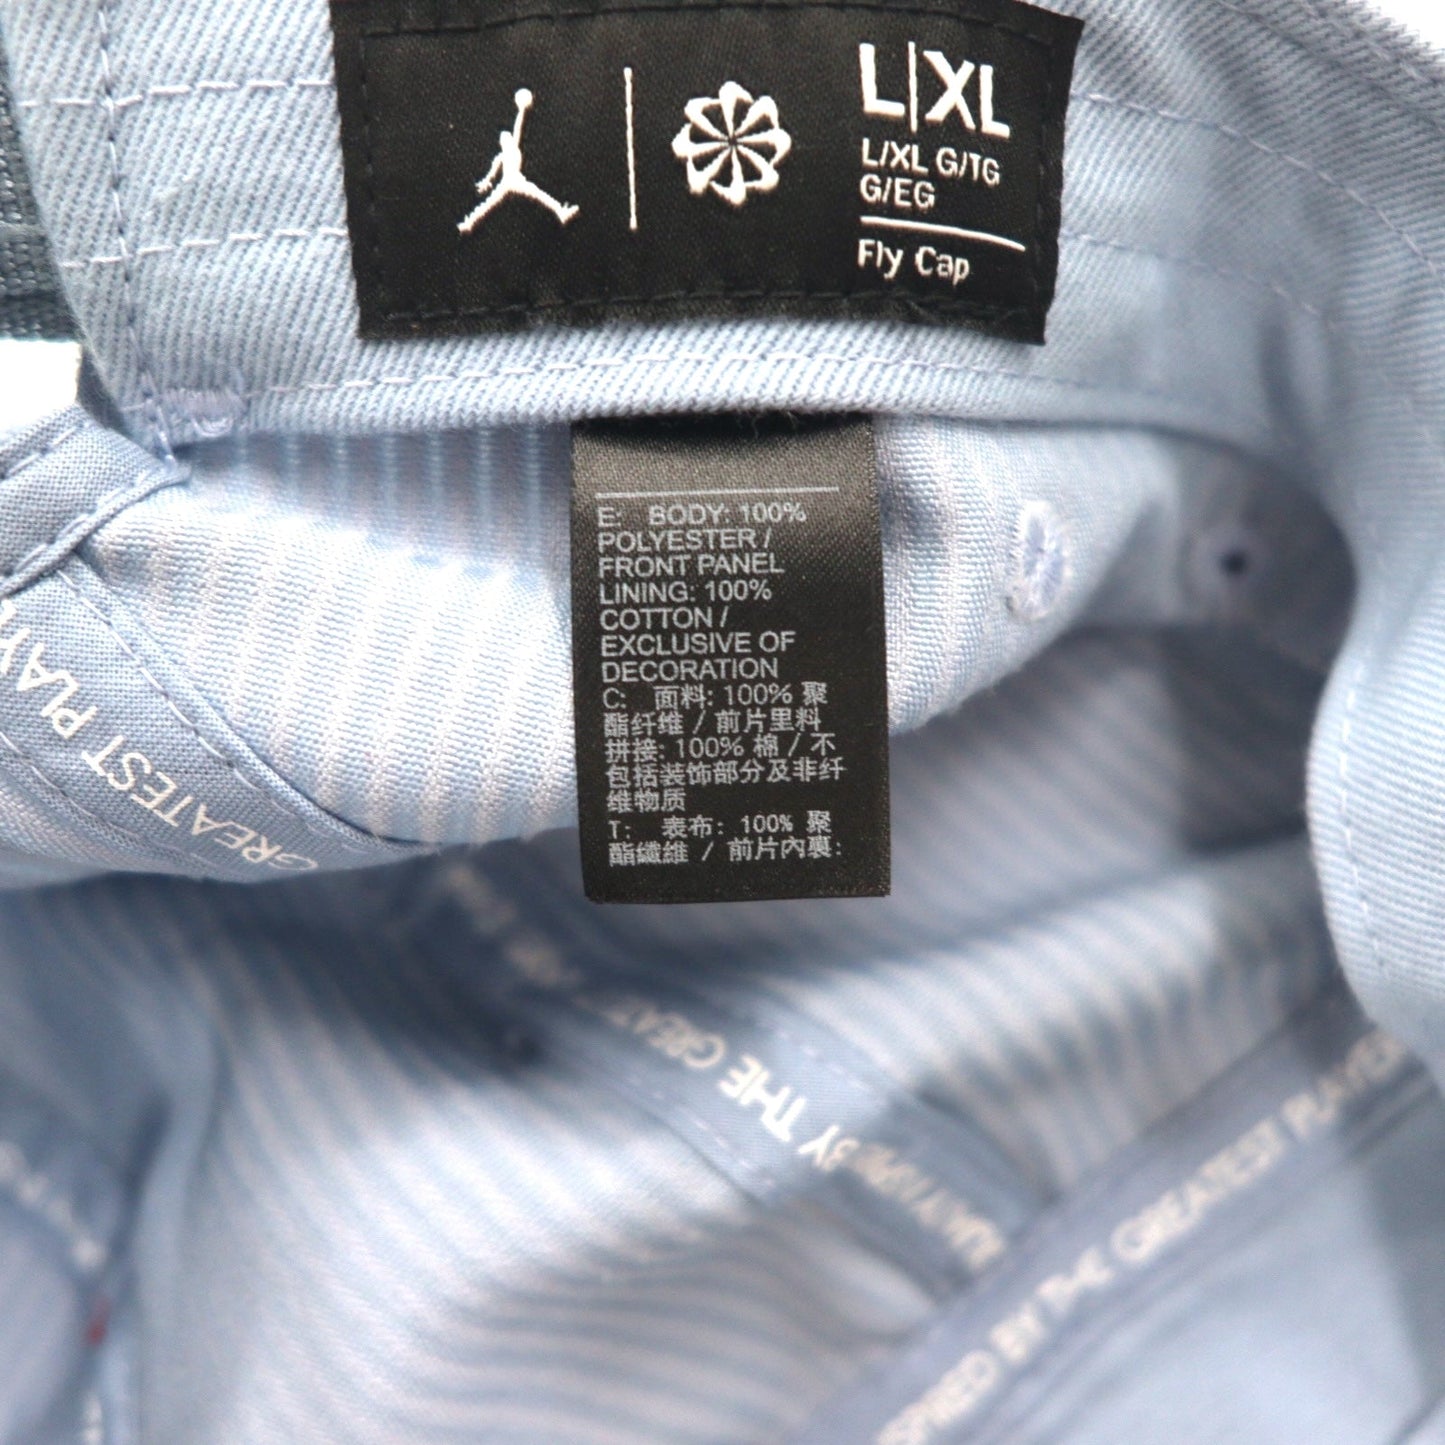 L|XL
L/XL G/TG
G/EG
Fly Cap
E: BODY: 100%
POLYESTER /
FRONT PANEL
LINING: 100%
COTTON /
EXCLUSIVE OF
DECORATION
C: 面料: 100% 聚
酯纤维 / 前片里料
拼接: 100% 棉 / 不
包括装饰部分及非纤
维物质
T: 表布: 100% 聚
酯纖維 / 前片內裏:
GREATEST PLAY
BY THE GREAT
BY THE GREATEST PLAYER